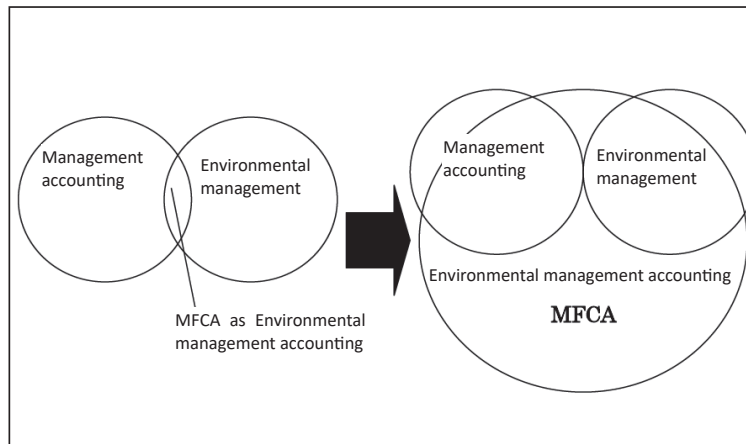 Management
accounting
Environmental
management
MFCA as Environmental
management accounting
Management
accounting
Environmental
management
Environmental management accounting
MFCA